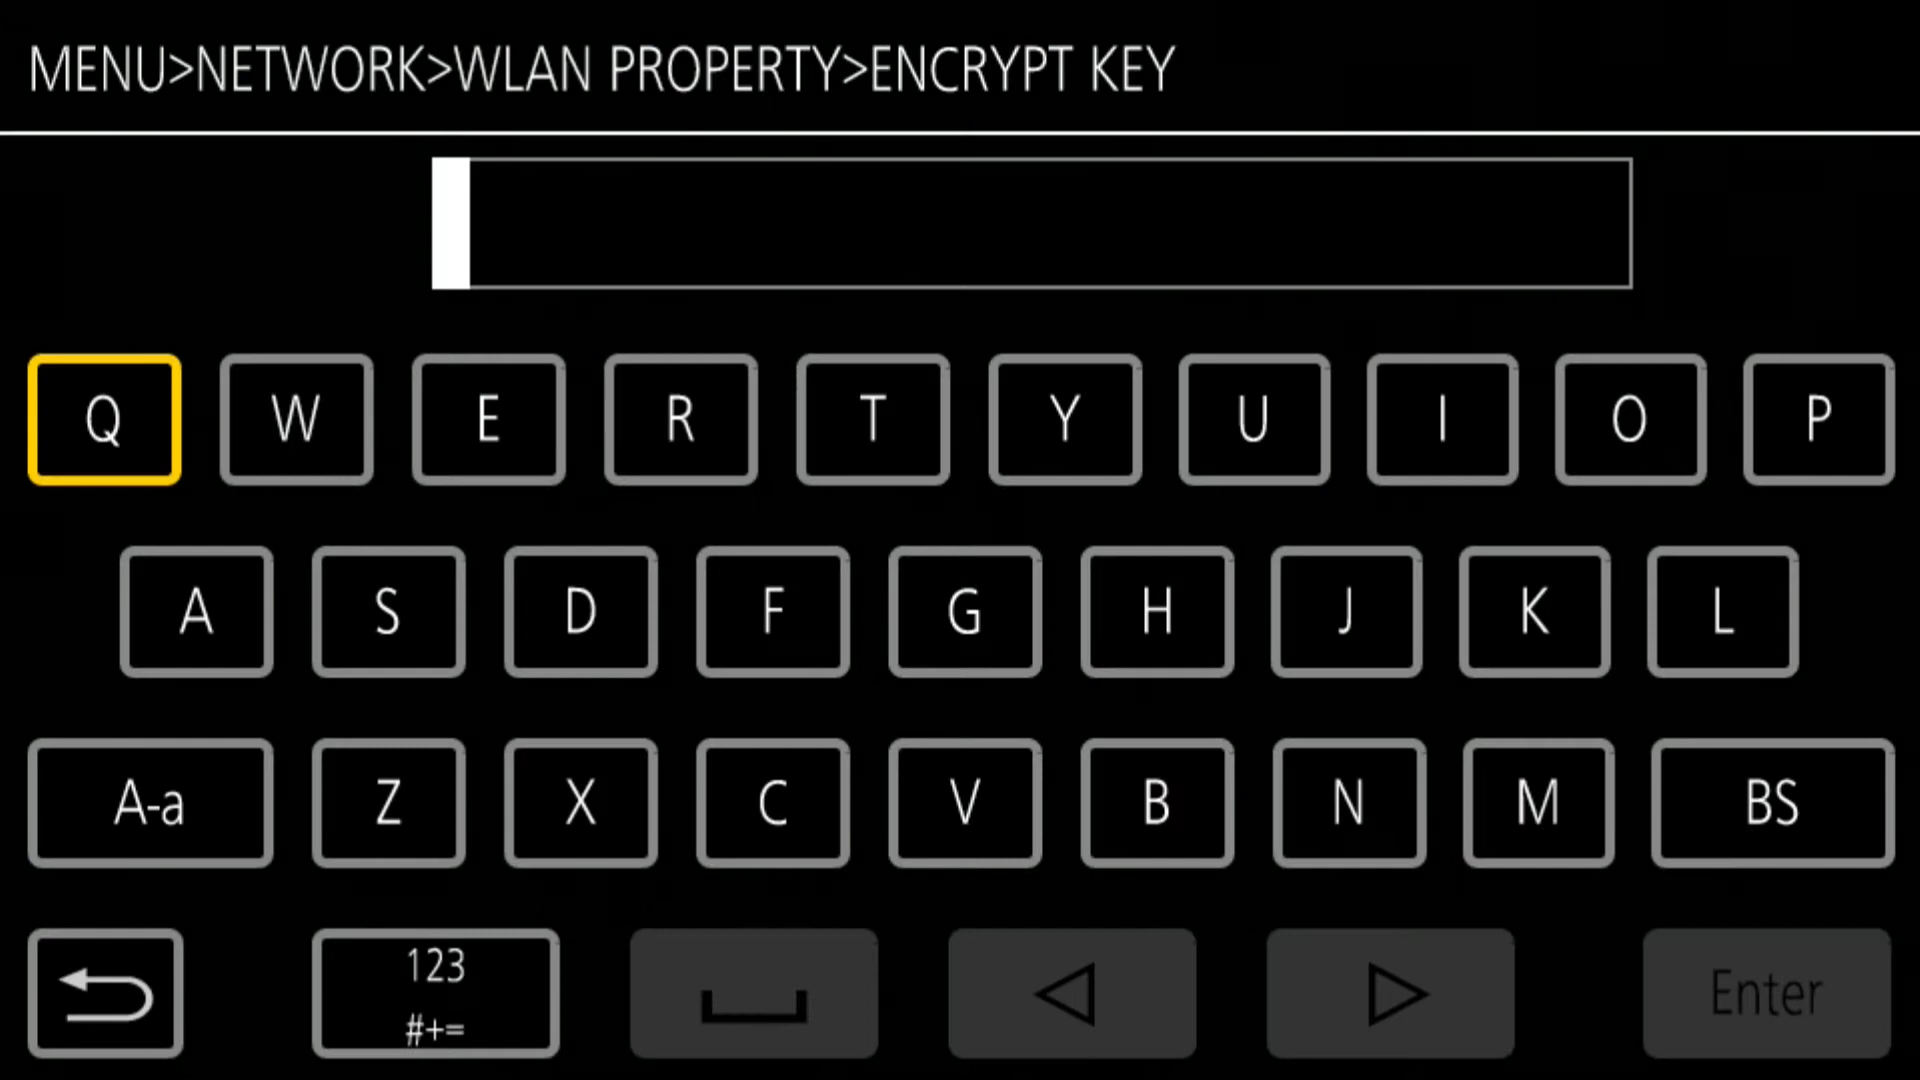 MENU>NETWORK>WLAN PROPERTY>ENCRYPT KEY
Q W E R T Y U I O P
A S D F G H J K L
A-a Z X C V B N M BS
123
#+=
Enter